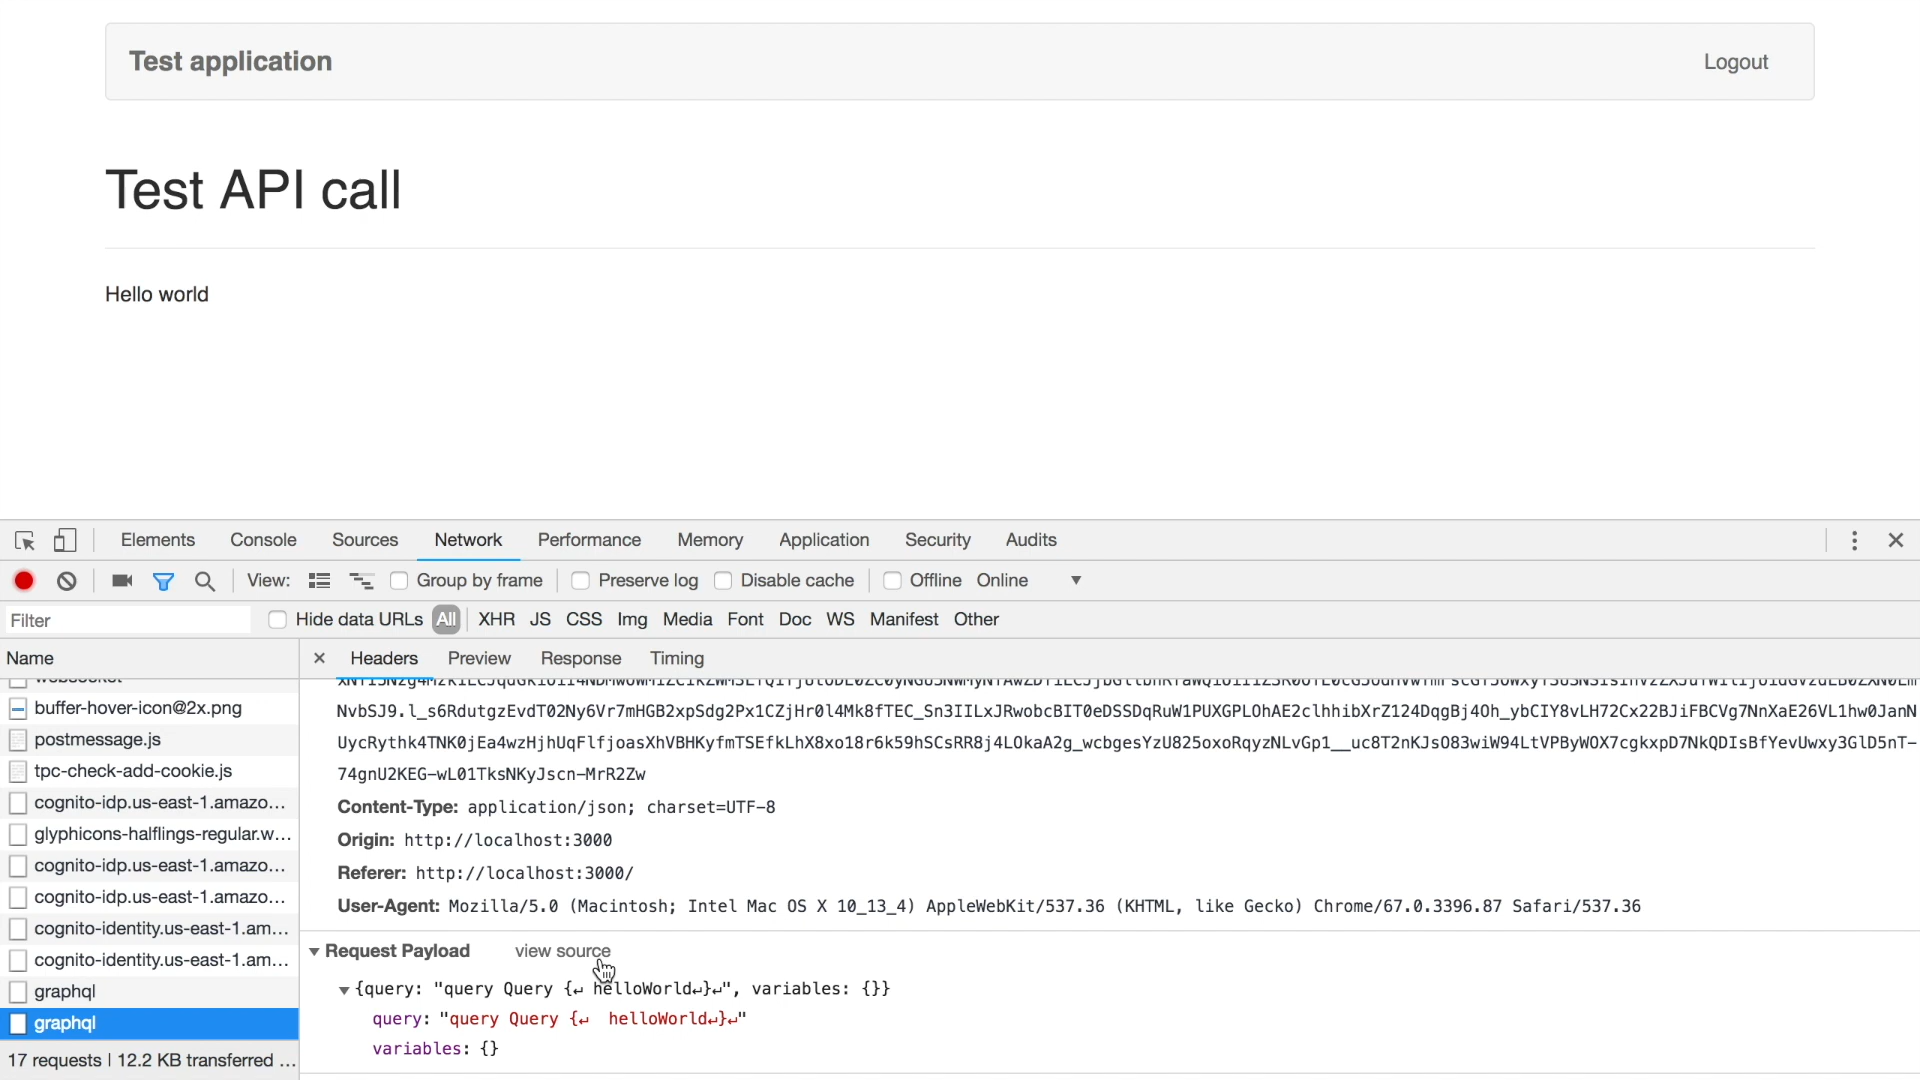 Test application
Logout
Test API call
Hello world
Elements Console Sources Network Performance Memory Application Security Audits
View: Group by frame Preserve log Disable cache Offline Online
Filter Hide data URLs All XHR JS CSS Img Media Font Doc WS Manifest Other
Name Headers Preview Response Timing
buffer-hover-icon@2x.png
postmessage.js
tpc-check-add-cookie.js
cognito-idp.us-east-1.amazo...
glyphicons-halflings-regular.w...
cognito-idp.us-east-1.amazo...
cognito-idp.us-east-1.amazo...
cognito-identity.us-east-1.am...
cognito-identity.us-east-1.am...
graphql
graphql
17 requests | 12.2 KB transferred ...
74gnU2KEG-wL01TksNKyJscn-MrR2Zw
Content-Type: application/json; charset=UTF-8
Origin: http://localhost:3000
Referer: http://localhost:3000/
User-Agent: Mozilla/5.0 (Macintosh; Intel Mac OS X 10_13_4) AppleWebKit/537.36 (KHTML, like Gecko) Chrome/67.0.3396.87 Safari/537.36
Request Payload view source
{query: "query Query {↵ helloWorld↵}↵", variables: {}}
query: "query Query {↵  helloWorld↵}↵"
variables: {}